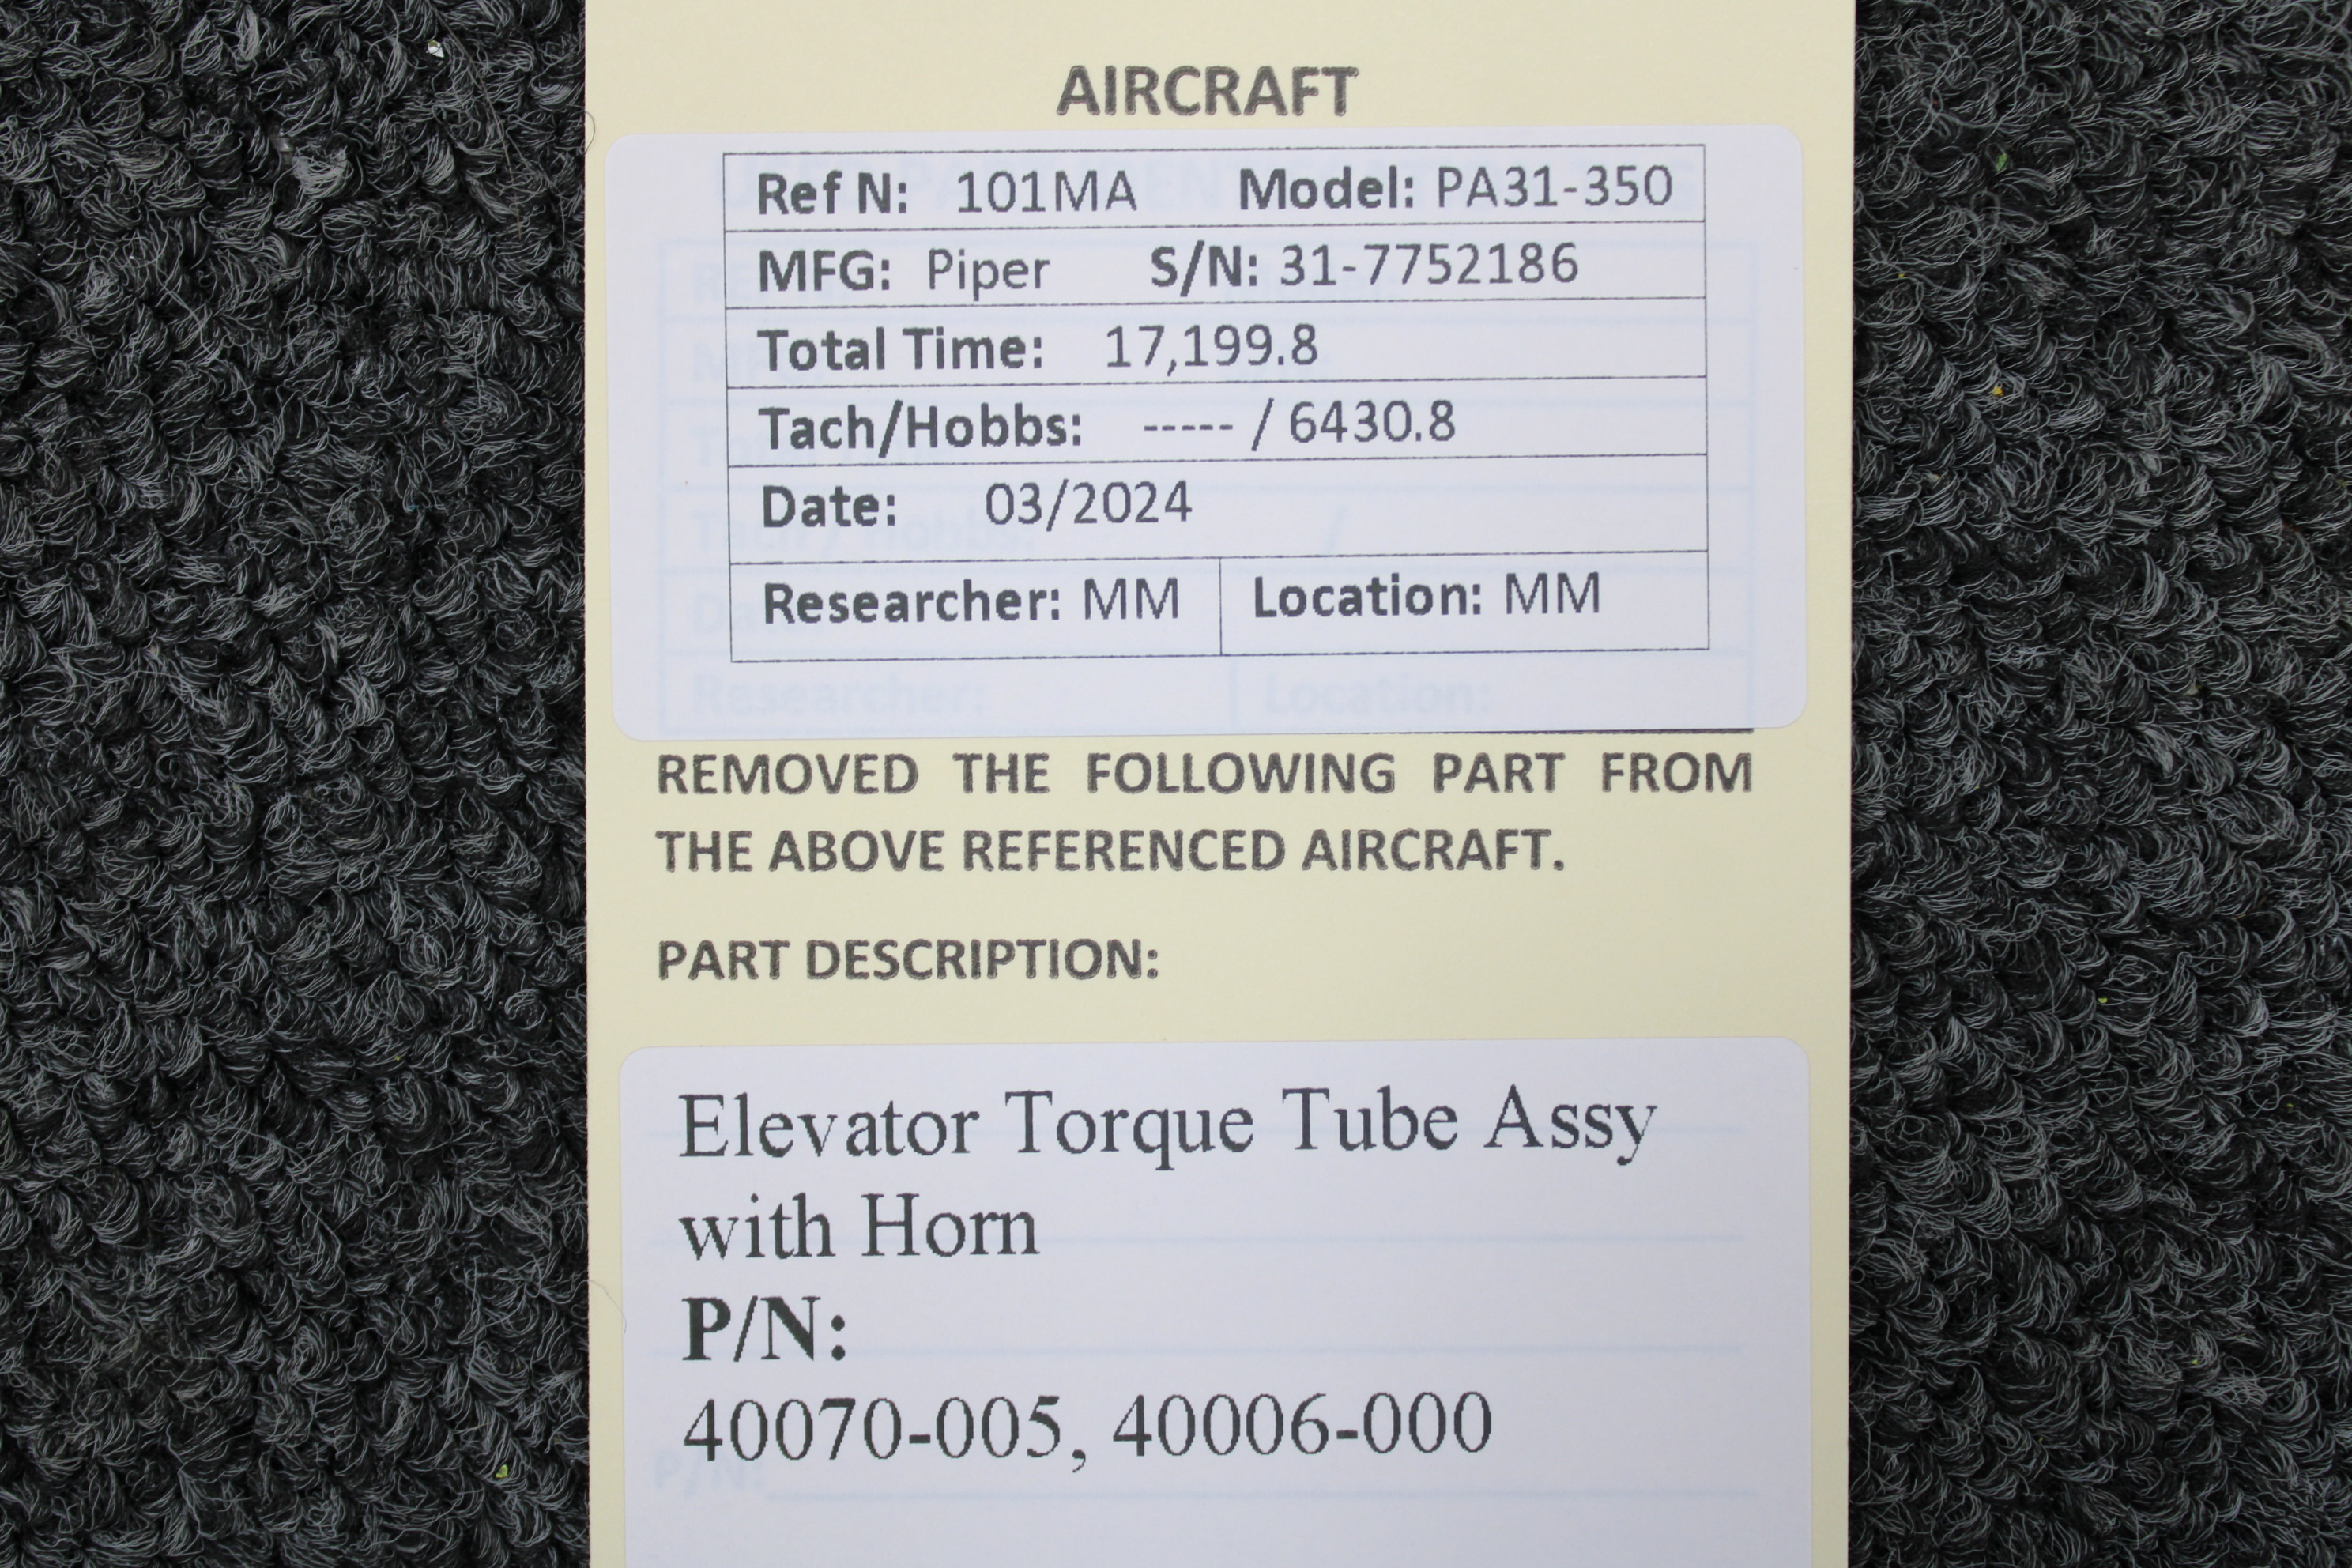 AIRCRAFT
Ref N: 101MA Model: PA31-350
MFG: Piper S/N: 31-7752186
Total Time: 17,199.8
Tach/Hobbs: ----- / 6430.8
Date: 03/2024
Researcher: MM Location: MM
REMOVED THE FOLLOWING PART FROM
THE ABOVE REFERENCED AIRCRAFT.
PART DESCRIPTION:
Elevator Torque Tube Assy
with Horn
P/N:
40070-005, 40006-000
P/N: